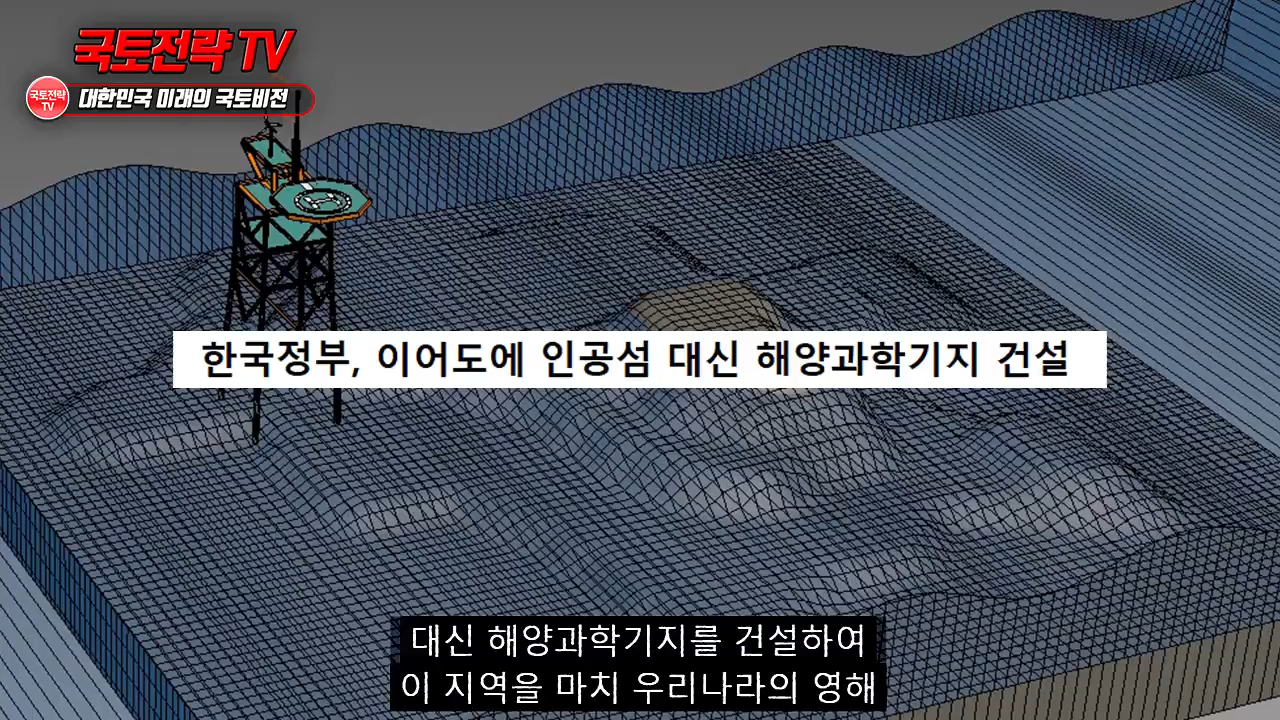 국토전략 TV
국토전략
TV
대한민국 미래의 국토비전
한국정부, 이어도에 인공섬 대신 해양과학기지 건설
대신 해양과학기지를 건설하여
이 지역을 마치 우리나라의 영해